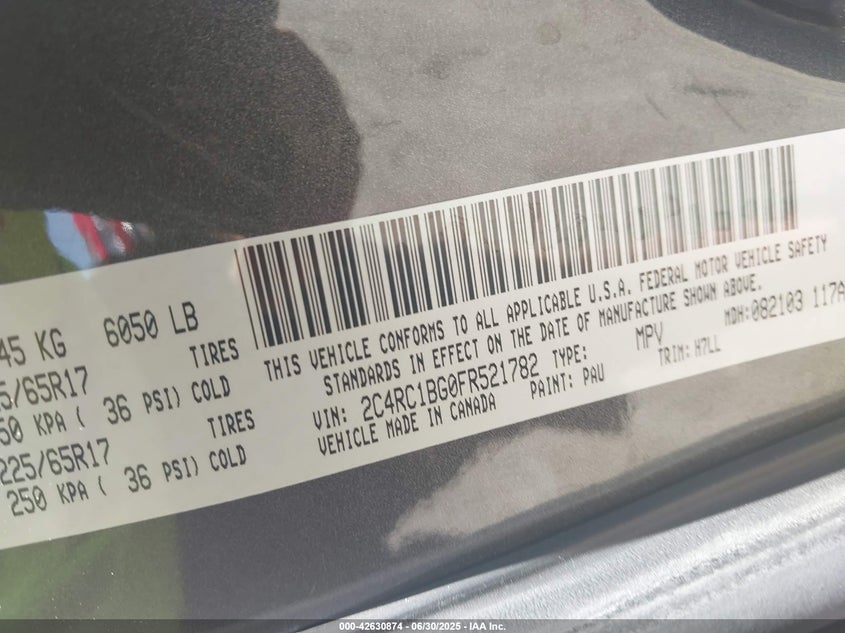 45 KG 6050 LB
5/65R17 TIRES
50 KPA ( 36 PSI) COLD
225/65R17 TIRES
250 KPA ( 36 PSI) COLD
THIS VEHICLE CONFORMS TO ALL APPLICABLE U.S.A. FEDERAL MOTOR VEHICLE SAFETY
STANDARDS IN EFFECT ON THE DATE OF MANUFACTURE SHOWN ABOVE.
VIN: 2C4RC1BG0FR521782 TYPE: MPV MDH:082103 117A
VEHICLE MADE IN CANADA PAINT: PAU TRIM: H7LL
000-42630874 - 06/30/2025 - IAA Inc.